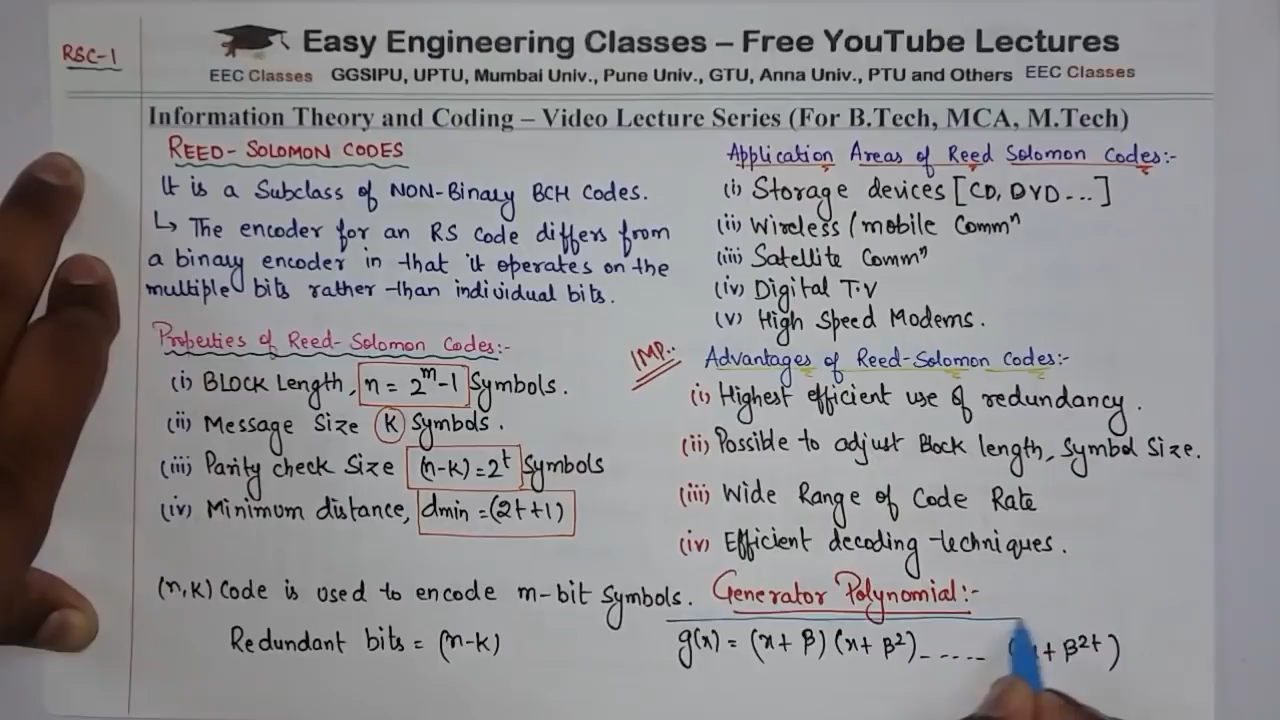 RSC-1
Easy Engineering Classes – Free YouTube Lectures
EEC Classes GGSIPU, UPTU, Mumbai Univ., Pune Univ., GTU, Anna Univ., PTU and Others EEC Classes
Information Theory and Coding – Video Lecture Series (For B.Tech, MCA, M.Tech)
REED-SOLOMON CODES
It is a Subclass of NON-Binary BCH Codes.
↳ The encoder for an RS Code differs from
a binary encoder in that it operates on the
multiple bits rather than individual bits.
Properties of Reed-Solomon Codes:-
(i) BLOCK Length, n = 2^m-1 Symbols.
(ii) Message Size K Symbols.
(iii) Parity check Size (n-k)=2^t Symbols
(iv) Minimum distance, dmin =(2t+1)
(n,k) Code is used to encode m-bit Symbols.
Redundant bits = (n-k)
Application Areas of Reed Solomon Codes:-
(i) Storage devices [CD, DVD ---]
(ii) Wireless / mobile Commⁿ
(iii) Satellite Commⁿ
(iv) Digital T.V
(v) High Speed Modems.
IMP..
Advantages of Reed-Solomon Codes:-
(i) Highest efficient use of redundancy.
(ii) Possible to adjust Bock length, Symbol Size.
(iii) Wide Range of Code Rate
(iv) Efficient decoding techniques.
Generator Polynomial:-
g(x) = (x + β) (x + β²) ------ + β^2t)